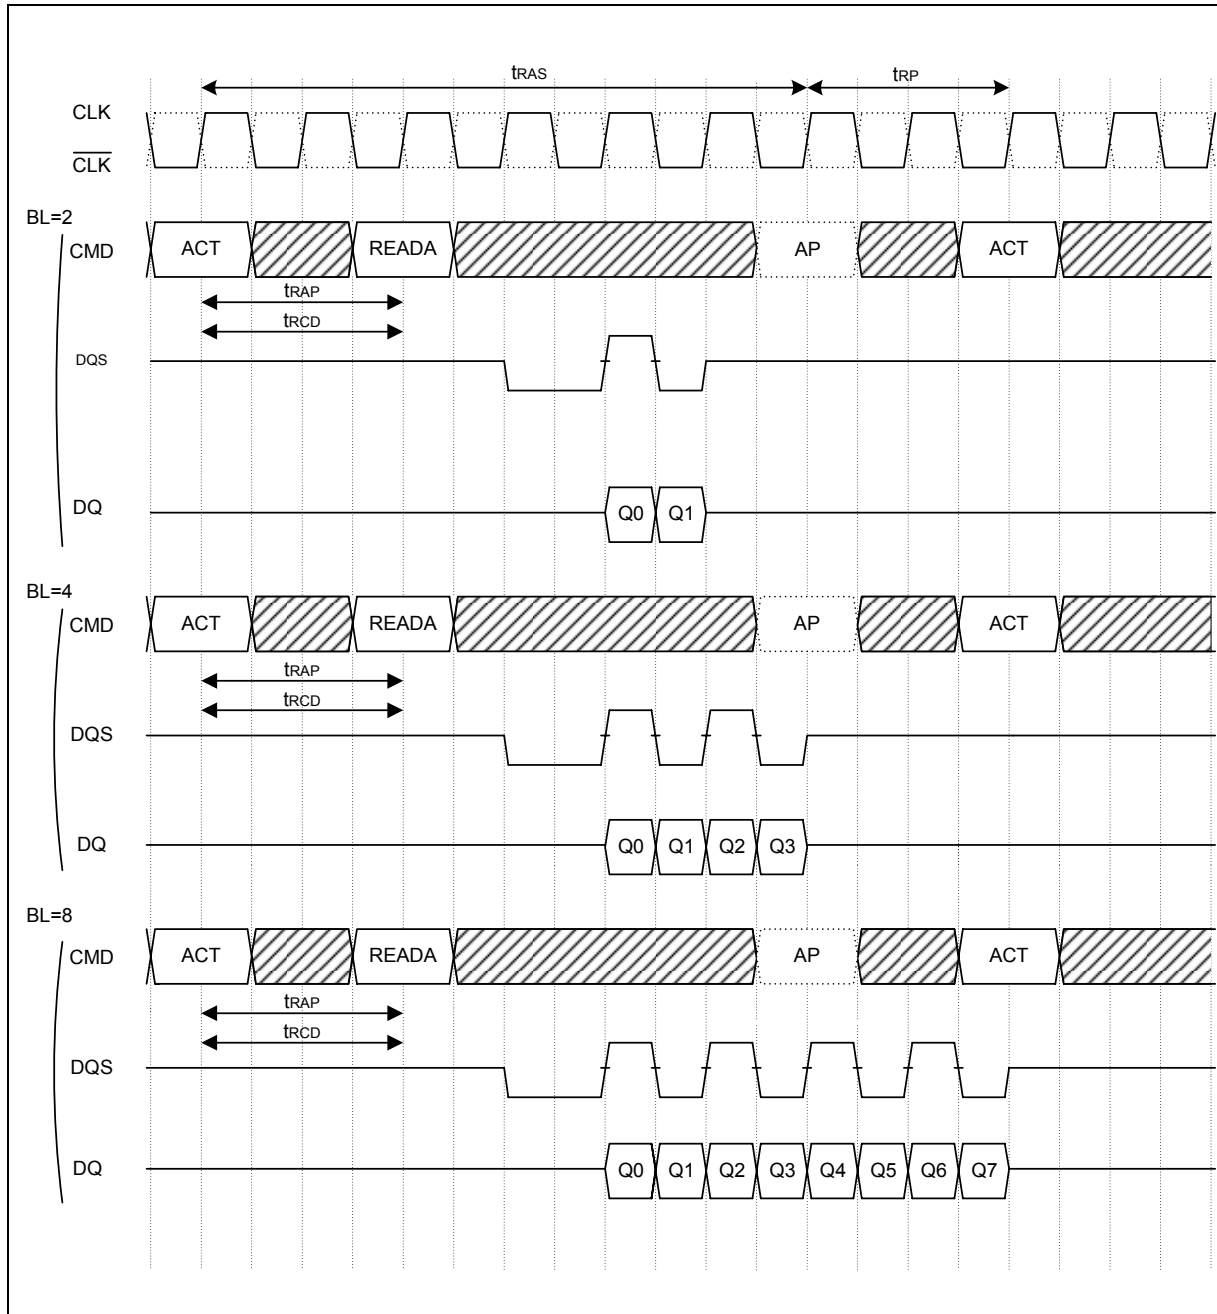 tRAS tRP
CLK
CLK
BL=2
CMD ACT READA AP ACT
tRAP
tRCD
DQS
DQ Q0 Q1
BL=4
CMD ACT READA AP ACT
tRAP
tRCD
DQS
DQ Q0 Q1 Q2 Q3
BL=8
CMD ACT READA AP ACT
tRAP
tRCD
DQS
DQ Q0 Q1 Q2 Q3 Q4 Q5 Q6 Q7